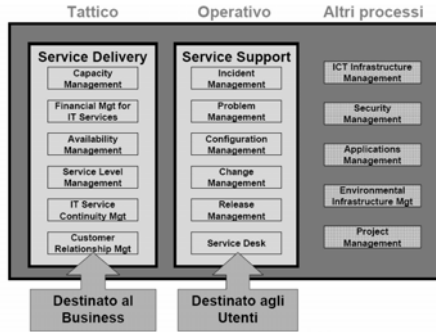 Tattico
Operativo
Altri processi
Service Delivery
Capacity
Management
Financial Mgt for
IT Services
Availability
Management
Service Level
Management
IT Service
Continuity Mgt
Customer
Relationship Mgt
Service Support
Incident
Management
Problem
Management
Configuration
Management
Change
Management
Release
Management
Service Desk
ICT Infrastructure
Management
Security
Management
Applications
Management
Environmental
Infrastructure Mgt
Project
Management
Destinato al
Business
Destinato agli
Utenti